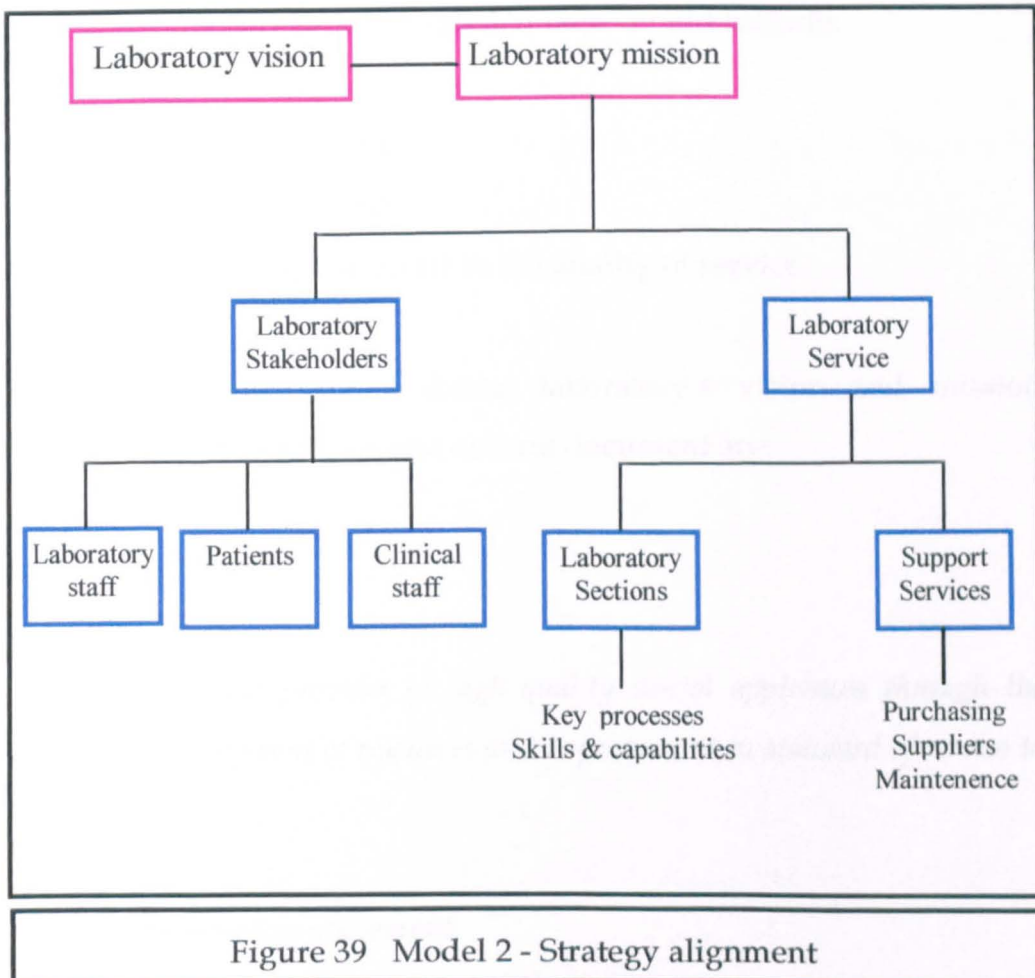 Laboratory vision
Laboratory mission
Laboratory
Stakeholders
Laboratory
Service
Laboratory
staff
Patients
Clinical
staff
Laboratory
Sections
Support
Services
Key processes
Skills & capabilities
Purchasing
Suppliers
Maintenence
Figure 39 Model 2 - Strategy alignment